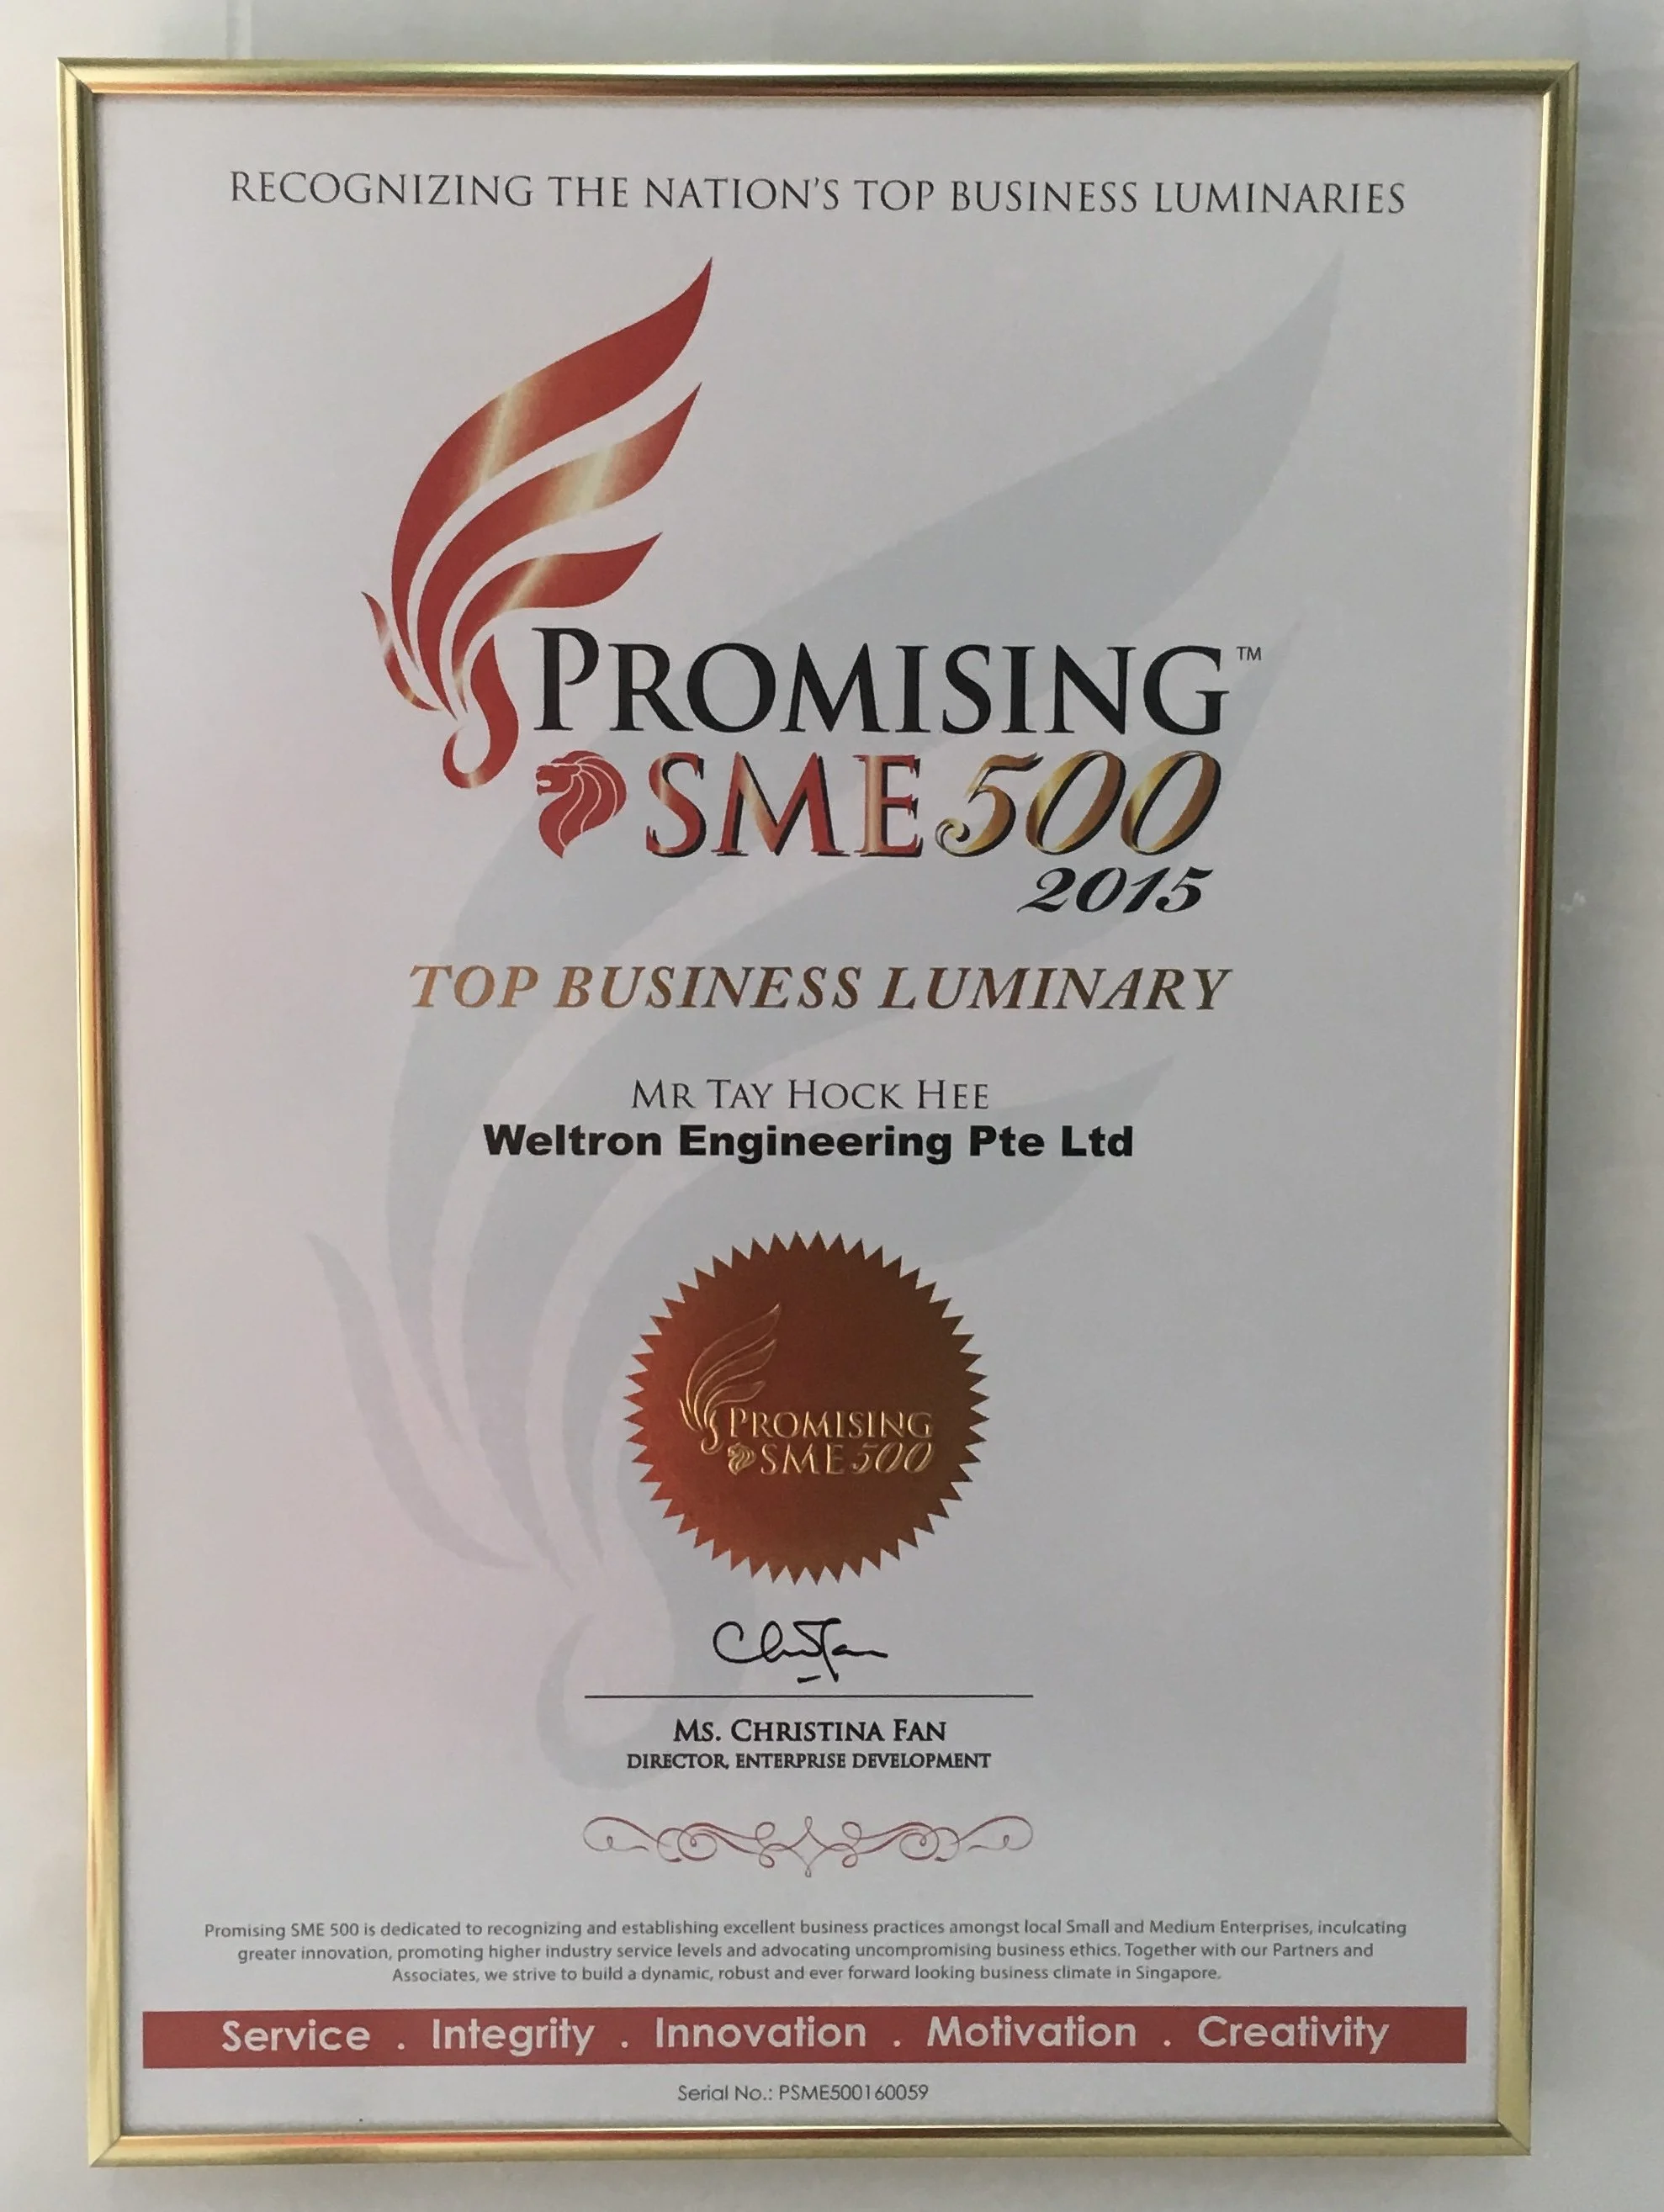 RECOGNIZING THE NATION'S TOP BUSINESS LUMINARIES
PROMISING™
SME 500
2015
TOP BUSINESS LUMINARY
MR TAY HOCK HEE
Weltron Engineering Pte Ltd
PROMISING
SME 500
MS. CHRISTINA FAN
DIRECTOR, ENTERPRISE DEVELOPMENT
Promising SME 500 is dedicated to recognizing and establishing excellent business practices amongst local Small and Medium Enterprises, inculcating
greater innovation, promoting higher industry service levels and advocating uncompromising business ethics. Together with our Partners and
Associates, we strive to build a dynamic, robust and ever forward looking business climate in Singapore.
Service . Integrity . Innovation . Motivation . Creativity
Serial No.: PSME500160059